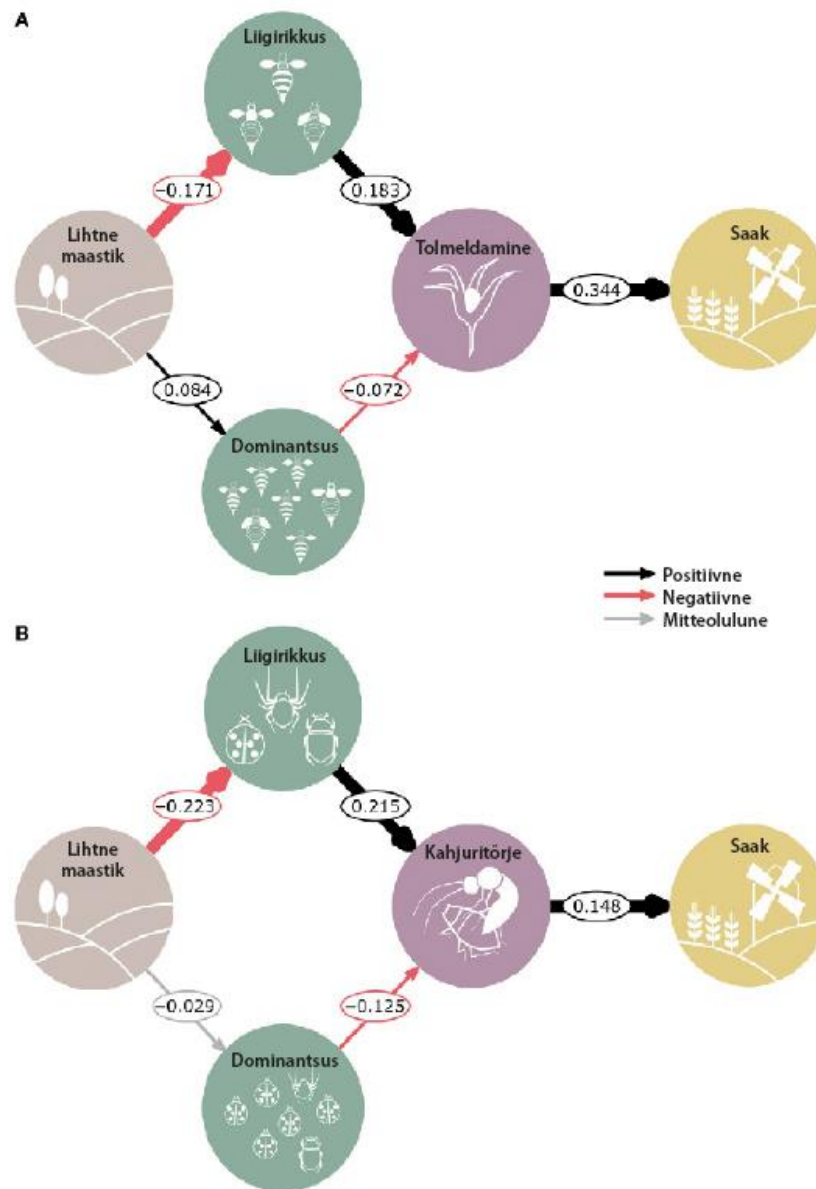 A
Liigirikkus
−0.171
0.183
Lihtne
maastik
Tolmeldamine
0.344
Saak
0.084
−0.072
Dominantsus
Positiivne
Negatiivne
Mitteolulune
B
Liigirikkus
−0.223
0.215
Lihtne
maastik
Kahjuritõrje
0.148
Saak
−0.029
−0.125
Dominantsus